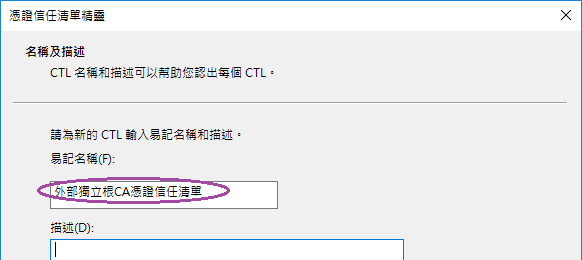 憑證信任清單精靈
名稱及描述
CTL 名稱和描述可以幫助您認出每個 CTL。
請為新的 CTL 輸入易記名稱和描述。
易記名稱(F):
外部獨立根CA憑證信任清單
描述(D):